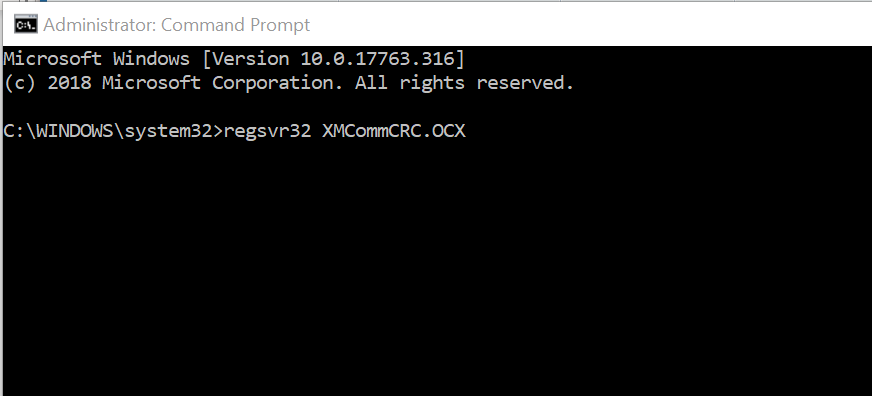 Administrator: Command Prompt
Microsoft Windows [Version 10.0.17763.316]
(c) 2018 Microsoft Corporation. All rights reserved.
C:\WINDOWS\system32>regsvr32 XMCommCRC.OCX